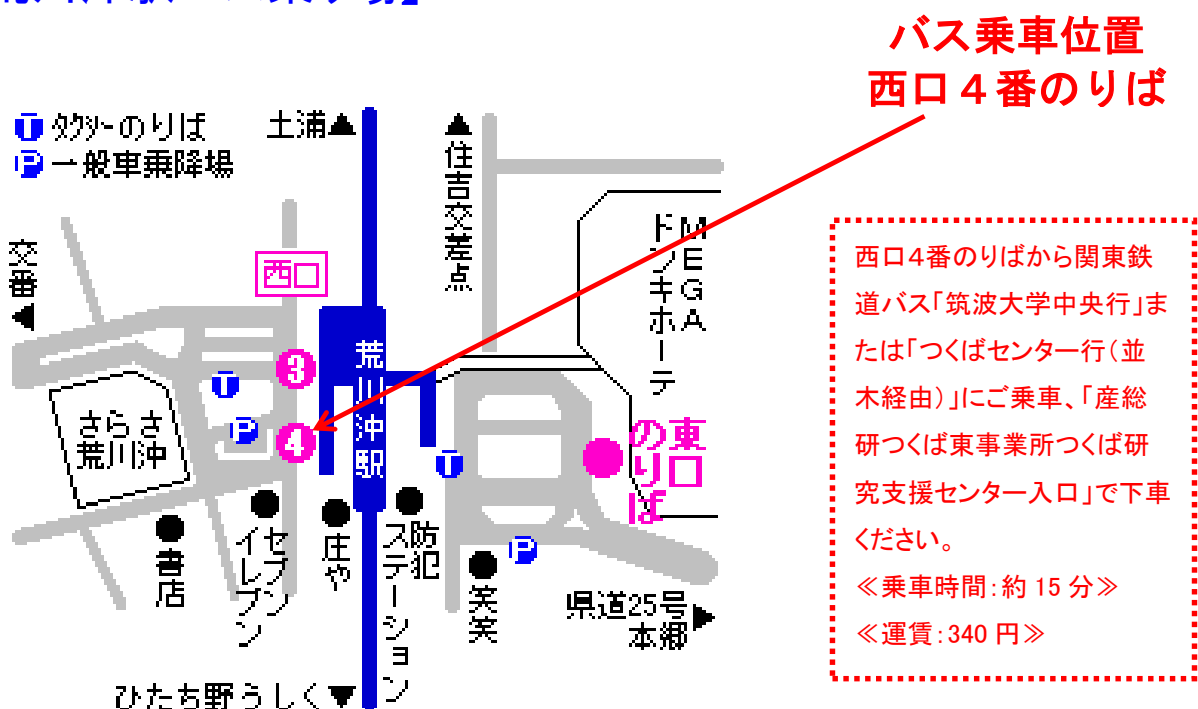 バス乗車位置
西口4番のりば
T ﾀｸｼｰのりば
P 一般車乗降場
土浦▲
▲住吉交差点
交番▲
西口
MEGA
ドンキホーテ
3
荒川沖駅
T
P
4
さらさ
荒川沖
東口
のりば
T
P
書店
セブン
イレブン
庄や
防犯
ステーション
笑笑
県道25号
本郷▶
ひたち野うしく▼
西口4番のりばから関東鉄
道バス「筑波大学中央行」ま
たは「つくばセンター行(並
木経由)」にご乗車、「産総
研つくば東事業所つくば研
究支援センター入口」で下車
ください。
≪乗車時間:約 15 分≫
≪運賃:340 円≫